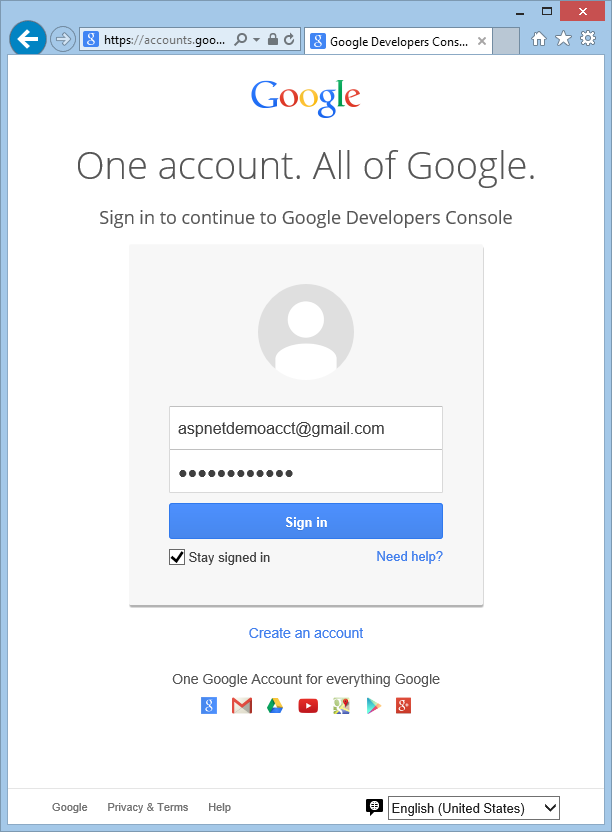 https://accounts.goo...
Google Developers Cons...
Google
One account. All of Google.
Sign in to continue to Google Developers Console
aspnetdemoacct@gmail.com
••••••••••••
Sign in
Stay signed in
Need help?
Create an account
One Google Account for everything Google
Google
Privacy & Terms
Help
English (United States)